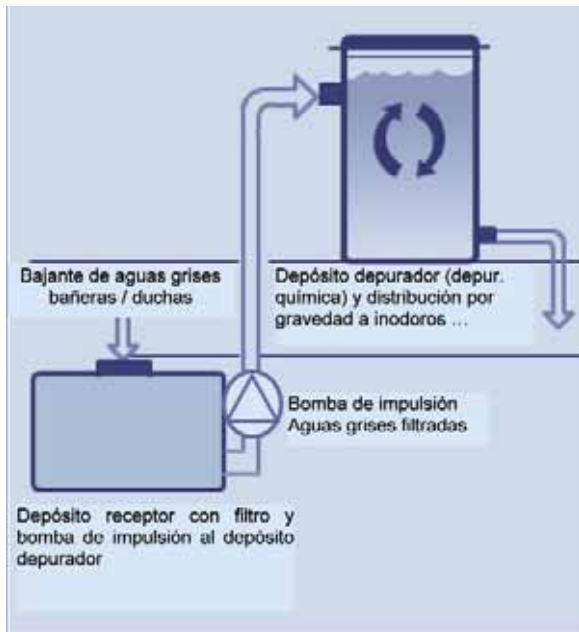 Bajante de aguas grises
bañeras / duchas
Depósito depurador (depur.
química) y distribución por
gravedad a inodoros ...
Bomba de impulsión
Aguas grises filtradas
Depósito receptor con filtro y
bomba de impulsión al depósito
depurador